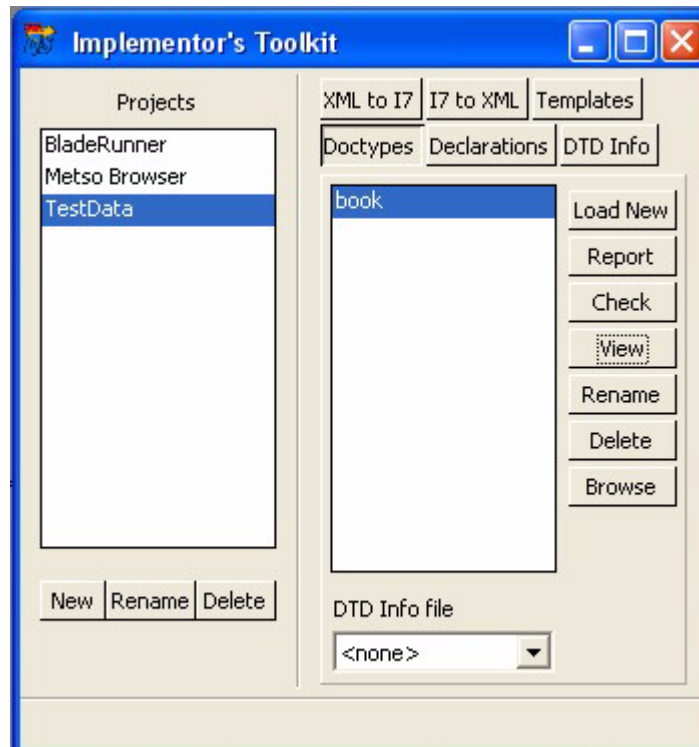 Implementor's Toolkit
Projects
BladeRunner
Metso Browser
TestData
New Rename Delete
XML to I7 I7 to XML Templates
Doctypes Declarations DTD Info
book
Load New
Report
Check
View
Rename
Delete
Browse
DTD Info file
<none>